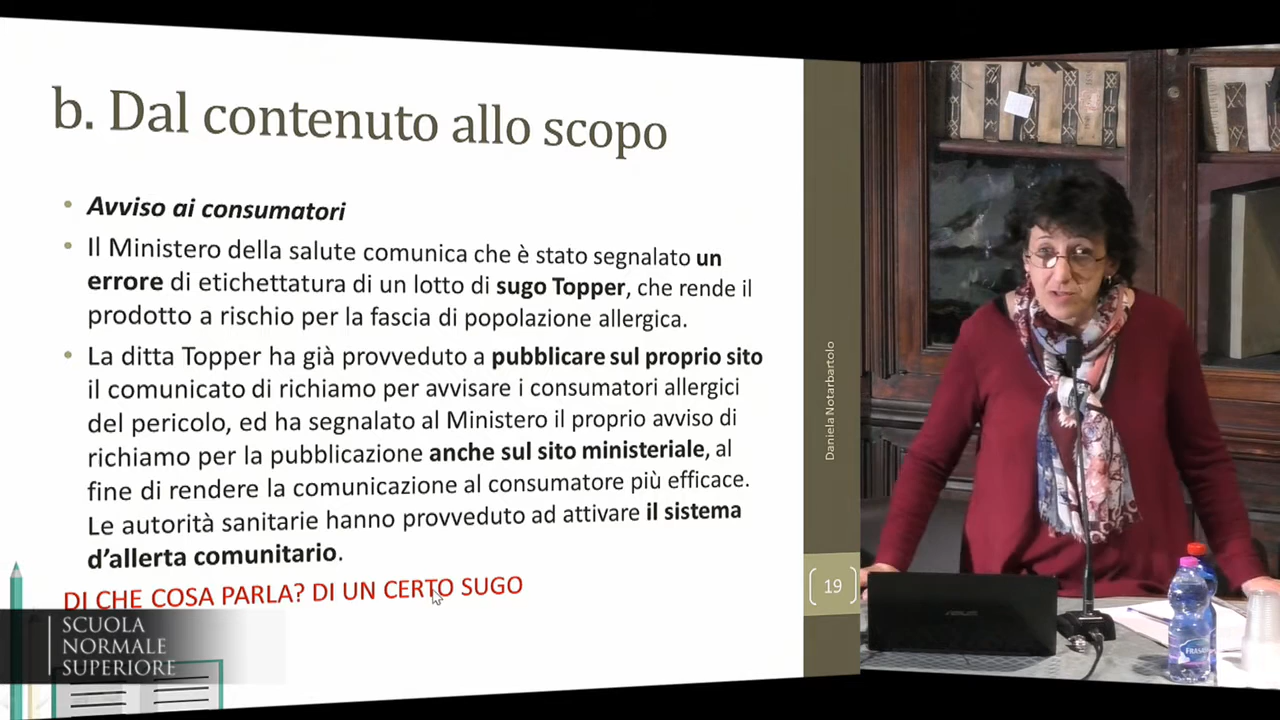 b. Dal contenuto allo scopo
• Avviso ai consumatori
• Il Ministero della salute comunica che è stato segnalato un
errore di etichettatura di un lotto di sugo Topper, che rende il
prodotto a rischio per la fascia di popolazione allergica.
• La ditta Topper ha già provveduto a pubblicare sul proprio sito
il comunicato di richiamo per avvisare i consumatori allergici
del pericolo, ed ha segnalato al Ministero il proprio avviso di
richiamo per la pubblicazione anche sul sito ministeriale, al
fine di rendere la comunicazione al consumatore più efficace.
Le autorità sanitarie hanno provveduto ad attivare il sistema
d'allerta comunitario.
DI CHE COSA PARLA? DI UN CERTO SUGO
Daniela Notarbartolo
19
SCUOLA
NORMALE
SUPERIORE
ASUS